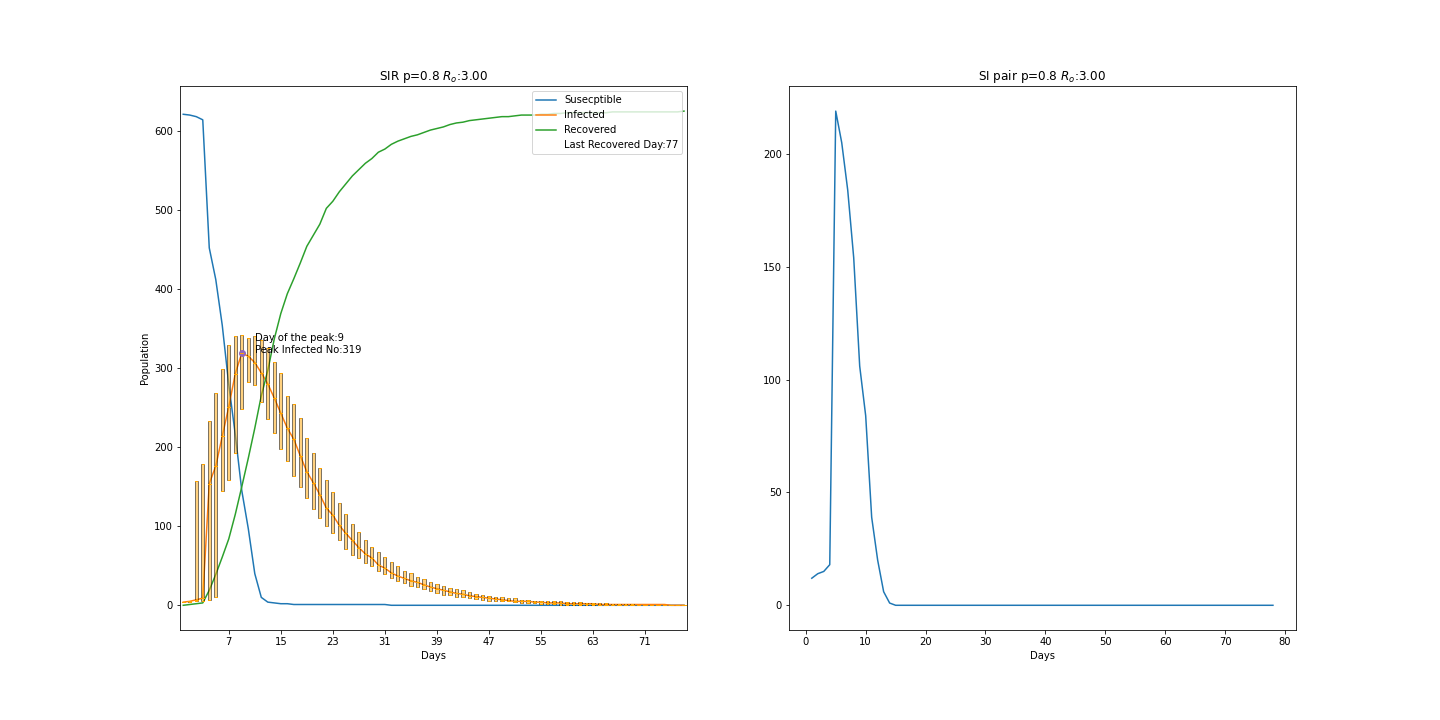 SIR p=0.8 Rₒ:3.00
Susecptible
Infected
Recovered
Last Recovered Day:77
Day of the peak:9
Peak Infected No:319
Population
600
500
400
300
200
100
0
7 15 23 31 39 47 55 63 71
Days
SI pair p=0.8 Rₒ:3.00
200
150
100
50
0
0 10 20 30 40 50 60 70 80
Days